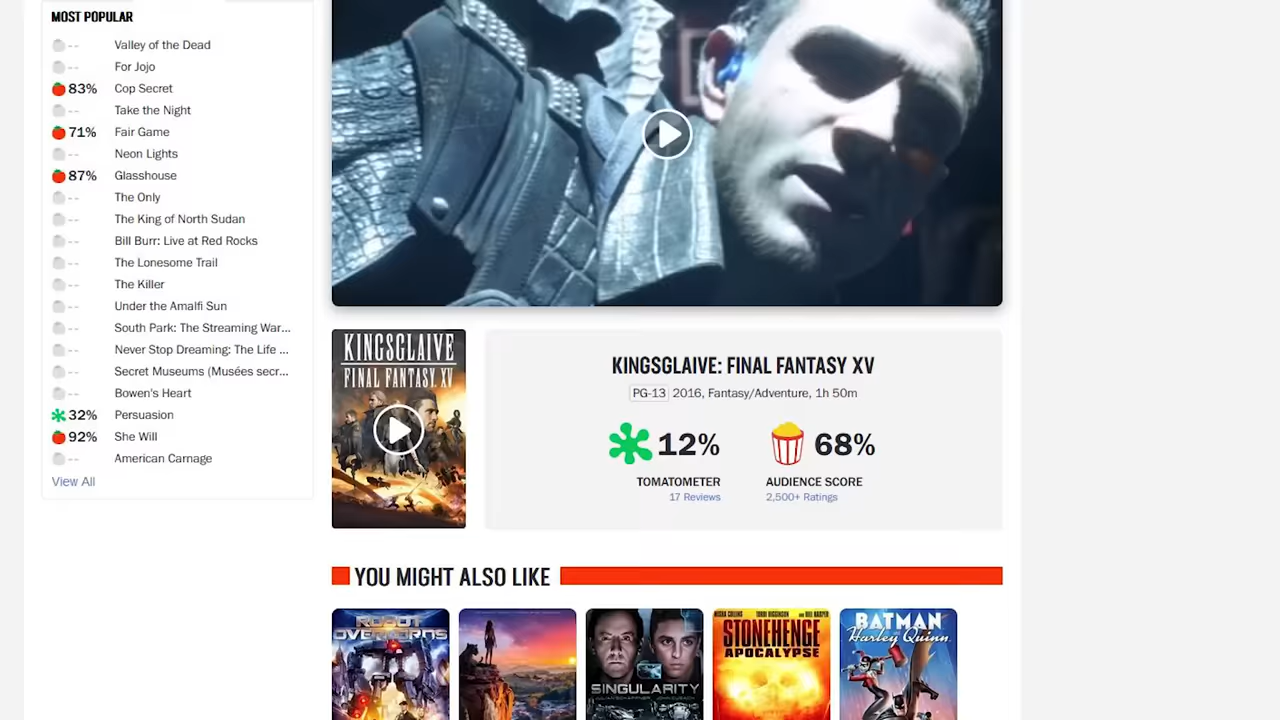 MOST POPULAR
-- Valley of the Dead
-- For Jojo
83% Cop Secret
-- Take the Night
71% Fair Game
-- Neon Lights
87% Glasshouse
-- The Only
-- The King of North Sudan
-- Bill Burr: Live at Red Rocks
-- The Lonesome Trail
-- The Killer
-- Under the Amalfi Sun
-- South Park: The Streaming War...
-- Never Stop Dreaming: The Life ...
-- Secret Museums (Musées secr...
-- Bowen's Heart
32% Persuasion
92% She Will
-- American Carnage
View All
KINGSGLAIVE
FINAL FANTASY XV
KINGSGLAIVE: FINAL FANTASY XV
PG-13 2016, Fantasy/Adventure, 1h 50m
12% 68%
TOMATOMETER AUDIENCE SCORE
17 Reviews 2,500+ Ratings
YOU MIGHT ALSO LIKE
ROBOT
OVERLORDS
SINGULARITY
STONEHENGE
APOCALYPSE
BATMAN
Harley Quinn